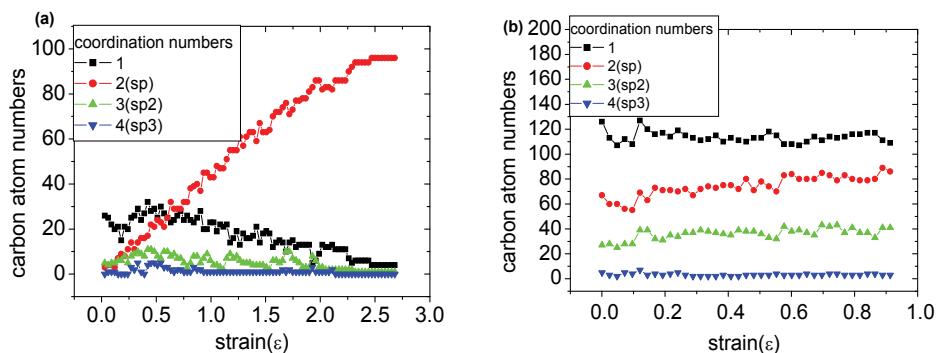 (a)
coordination numbers
1
2(sp)
3(sp2)
4(sp3)
100
80
60
40
20
0
carbon atom numbers
0.0 0.5 1.0 1.5 2.0 2.5 3.0
strain(ε)
(b)
coordination numbers
1
2(sp)
3(sp2)
4(sp3)
200
180
160
140
120
100
80
60
40
20
0
carbon atom numbers
0.0 0.2 0.4 0.6 0.8 1.0
strain(ε)